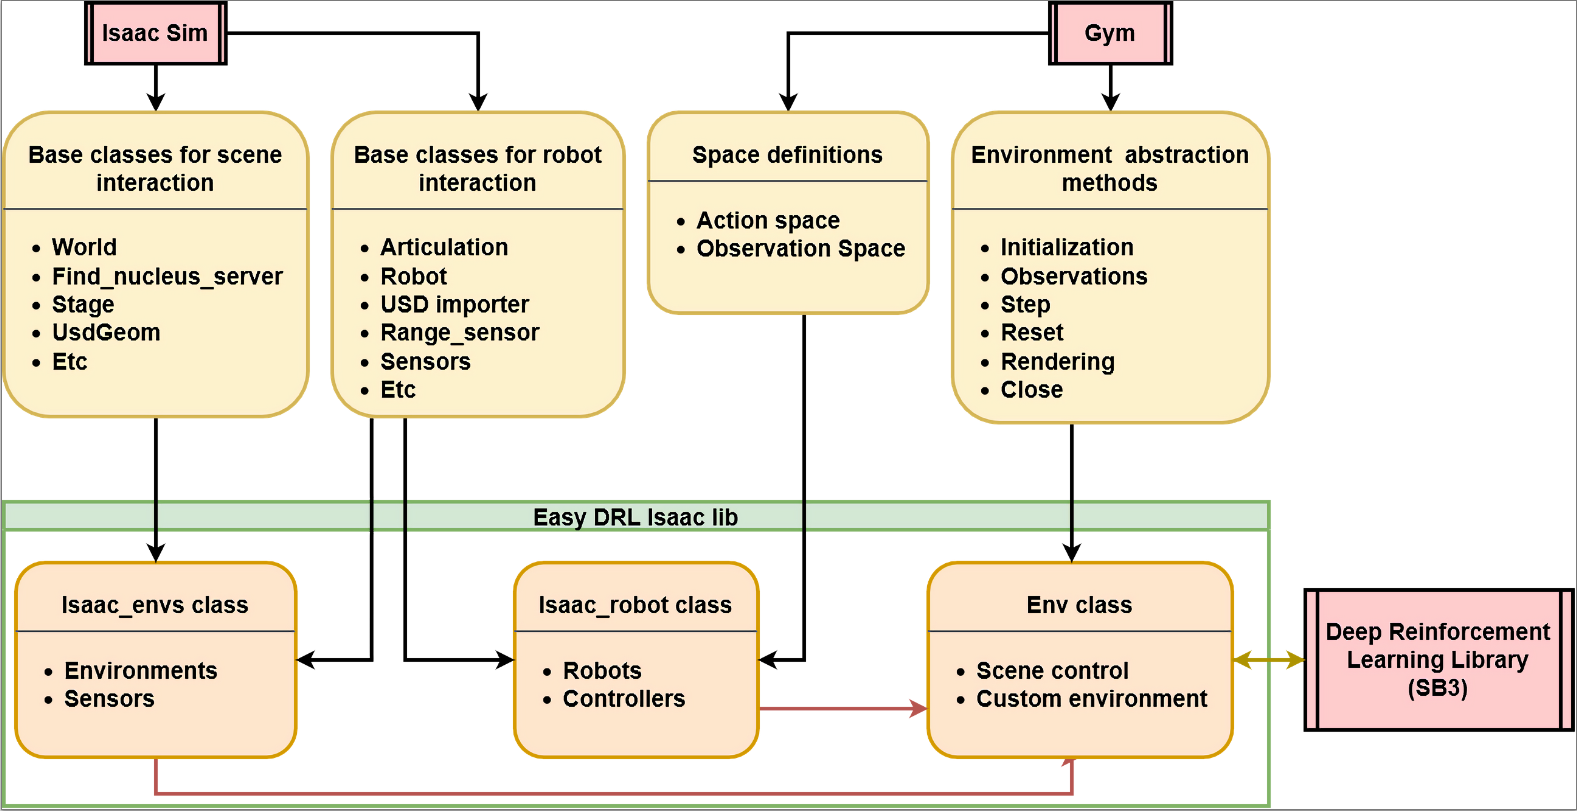 Isaac Sim
Gym
Base classes for scene
interaction
World
Find_nucleus_server
Stage
UsdGeom
Etc
Base classes for robot
interaction
Articulation
Robot
USD importer
Range_sensor
Sensors
Etc
Space definitions
Action space
Observation Space
Environment abstraction
methods
Initialization
Observations
Step
Reset
Rendering
Close
Easy DRL Isaac lib
Isaac_envs class
Environments
Sensors
Isaac_robot class
Robots
Controllers
Env class
Scene control
Custom environment
Deep Reinforcement
Learning Library
(SB3)